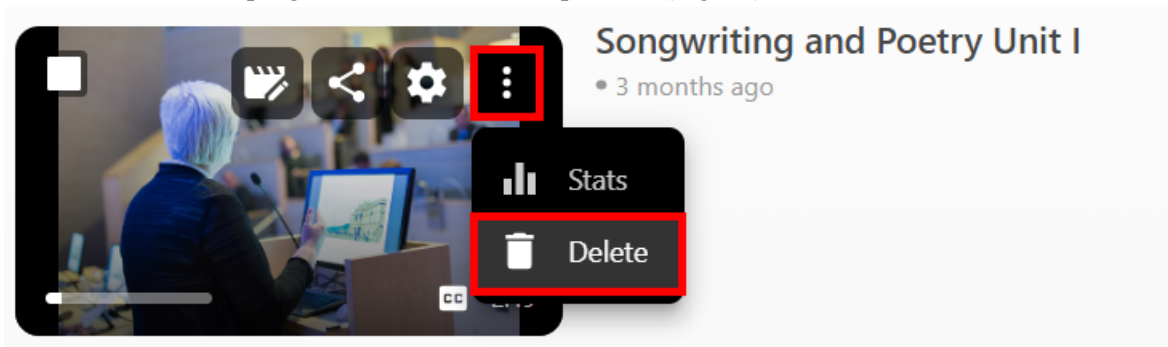 Songwriting and Poetry Unit I
• 3 months ago
Stats
Delete
CC